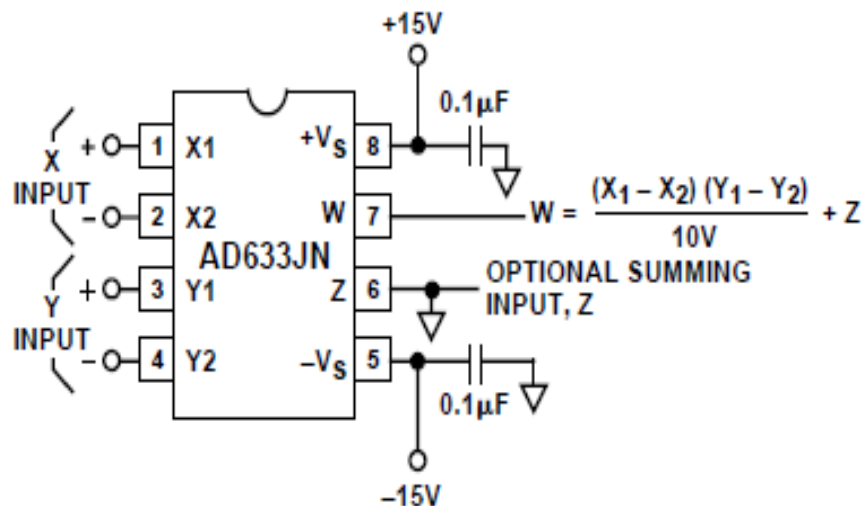 +15V
0.1µF
+ 1 X1 +VS 8
X
INPUT
- 2 X2 W 7 W = (X1 – X2) (Y1 – Y2) / 10V + Z
AD633JN
+ 3 Y1 Z 6 OPTIONAL SUMMING
INPUT, Z
Y
INPUT
- 4 Y2 –VS 5
0.1µF
–15V